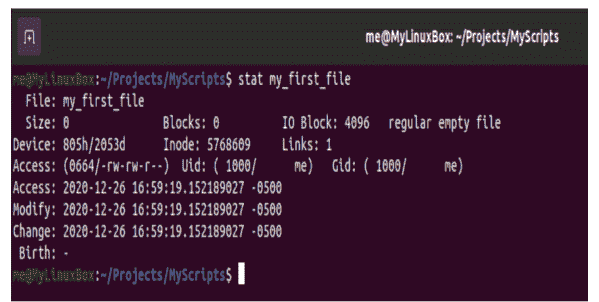 me@MyLinuxBox: ~/Projects/MyScripts
me@MyLinuxBox:~/Projects/MyScripts$ stat my_first_file
File: my_first_file
Size: 0 Blocks: 0 IO Block: 4096 regular empty file
Device: 805h/2053d Inode: 5768609 Links: 1
Access: (0664/-rw-rw-r--) Uid: ( 1000/ me) Gid: ( 1000/ me)
Access: 2020-12-26 16:59:19.152189027 -0500
Modify: 2020-12-26 16:59:19.152189027 -0500
Change: 2020-12-26 16:59:19.152189027 -0500
Birth: -
me@MyLinuxBox:~/Projects/MyScripts$